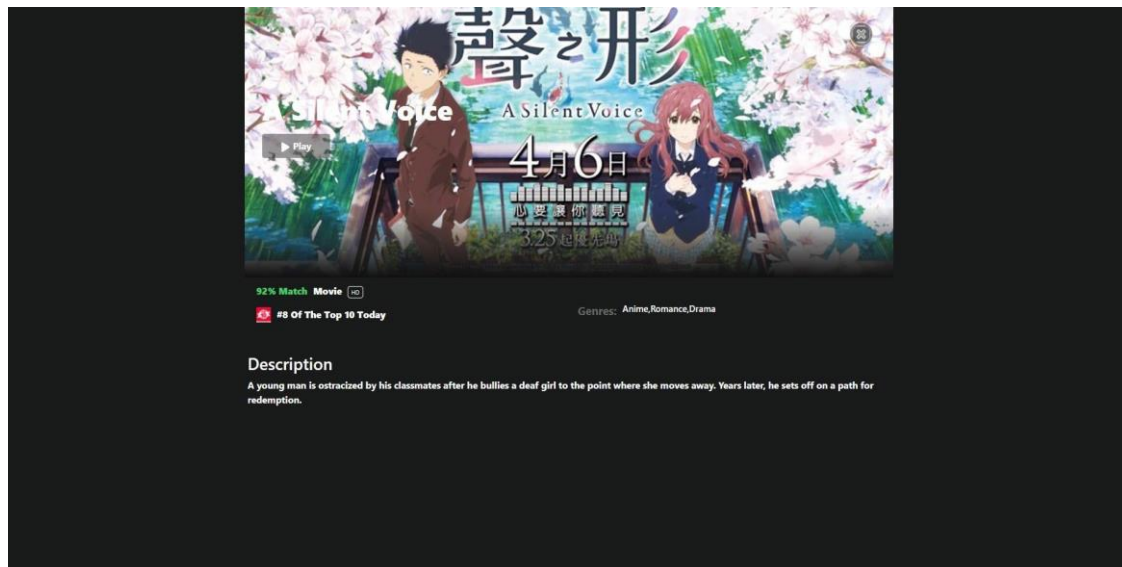 聲之形
A Silent Voice
A Silent Voice
▶ Play
4月6日
心要讓你聽見
3.25起優先場
92% Match Movie HD
#8 Of The Top 10 Today
Genres: Anime,Romance,Drama
Description
A young man is ostracized by his classmates after he bullies a deaf girl to the point where she moves away. Years later, he sets off on a path for
redemption.